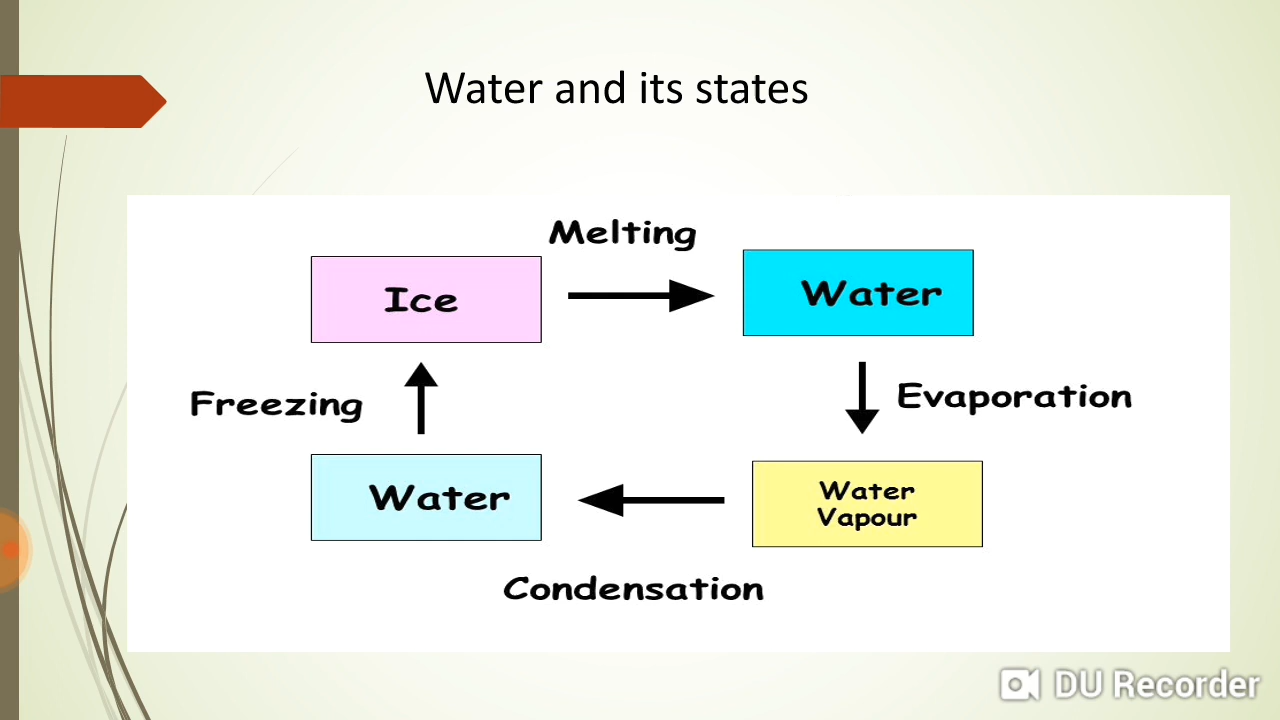 Water and its states
Melting
Ice
Water
Freezing
Evaporation
Water
Water
Vapour
Condensation
DU Recorder